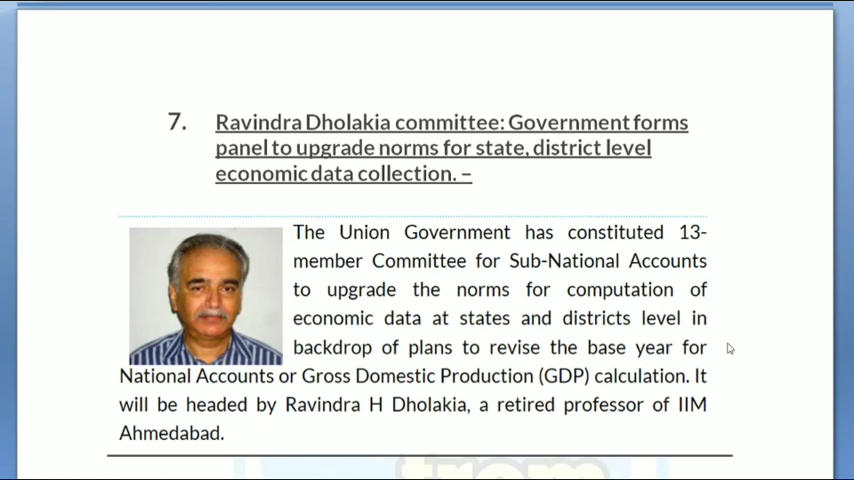 7. Ravindra Dholakia committee: Government forms
panel to upgrade norms for state, district level
economic data collection. –
The Union Government has constituted 13-
member Committee for Sub-National Accounts
to upgrade the norms for computation of
economic data at states and districts level in
backdrop of plans to revise the base year for
National Accounts or Gross Domestic Production (GDP) calculation. It
will be headed by Ravindra H Dholakia, a retired professor of IIM
Ahmedabad.